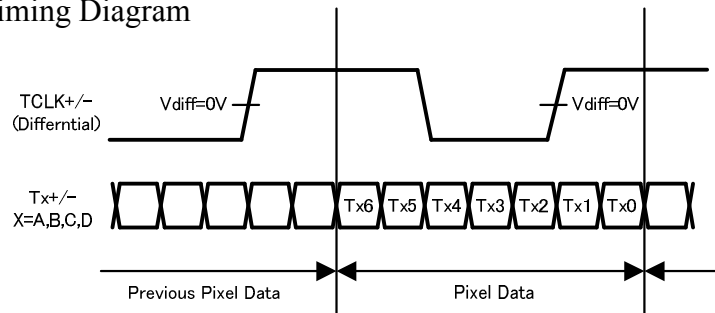 iming Diagram
TCLK+/-
(Differntial)
Vdiff=0V
Vdiff=0V
Tx+/-
X=A,B,C,D
Tx6 Tx5 Tx4 Tx3 Tx2 Tx1 Tx0
Previous Pixel Data
Pixel Data